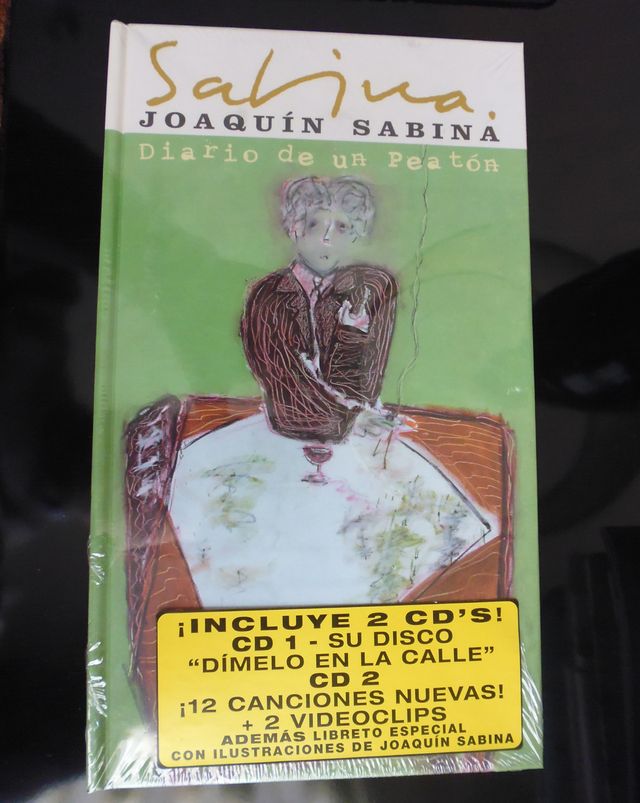 Sabina.
JOAQUÍN SABINA
Diario de un Peatón
¡INCLUYE 2 CD'S!
CD 1 - SU DISCO
“DÍMELO EN LA CALLE”
CD 2
¡12 CANCIONES NUEVAS!
+ 2 VIDEOCLIPS
ADEMÁS LIBRETO ESPECIAL
CON ILUSTRACIONES DE JOAQUÍN SABINA